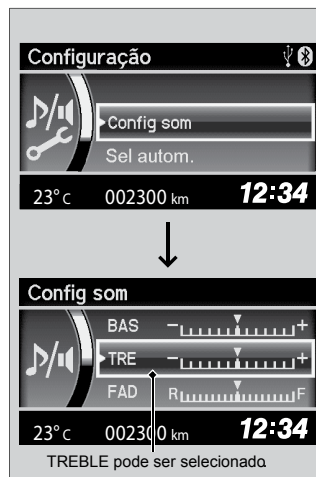 Configuração
Config som
Sel autom.
23°C 002300 km 12:34
Config som
BAS - +
TRE - +
FAD R F
23°C 002300 km 12:34
TREBLE pode ser selecionado.